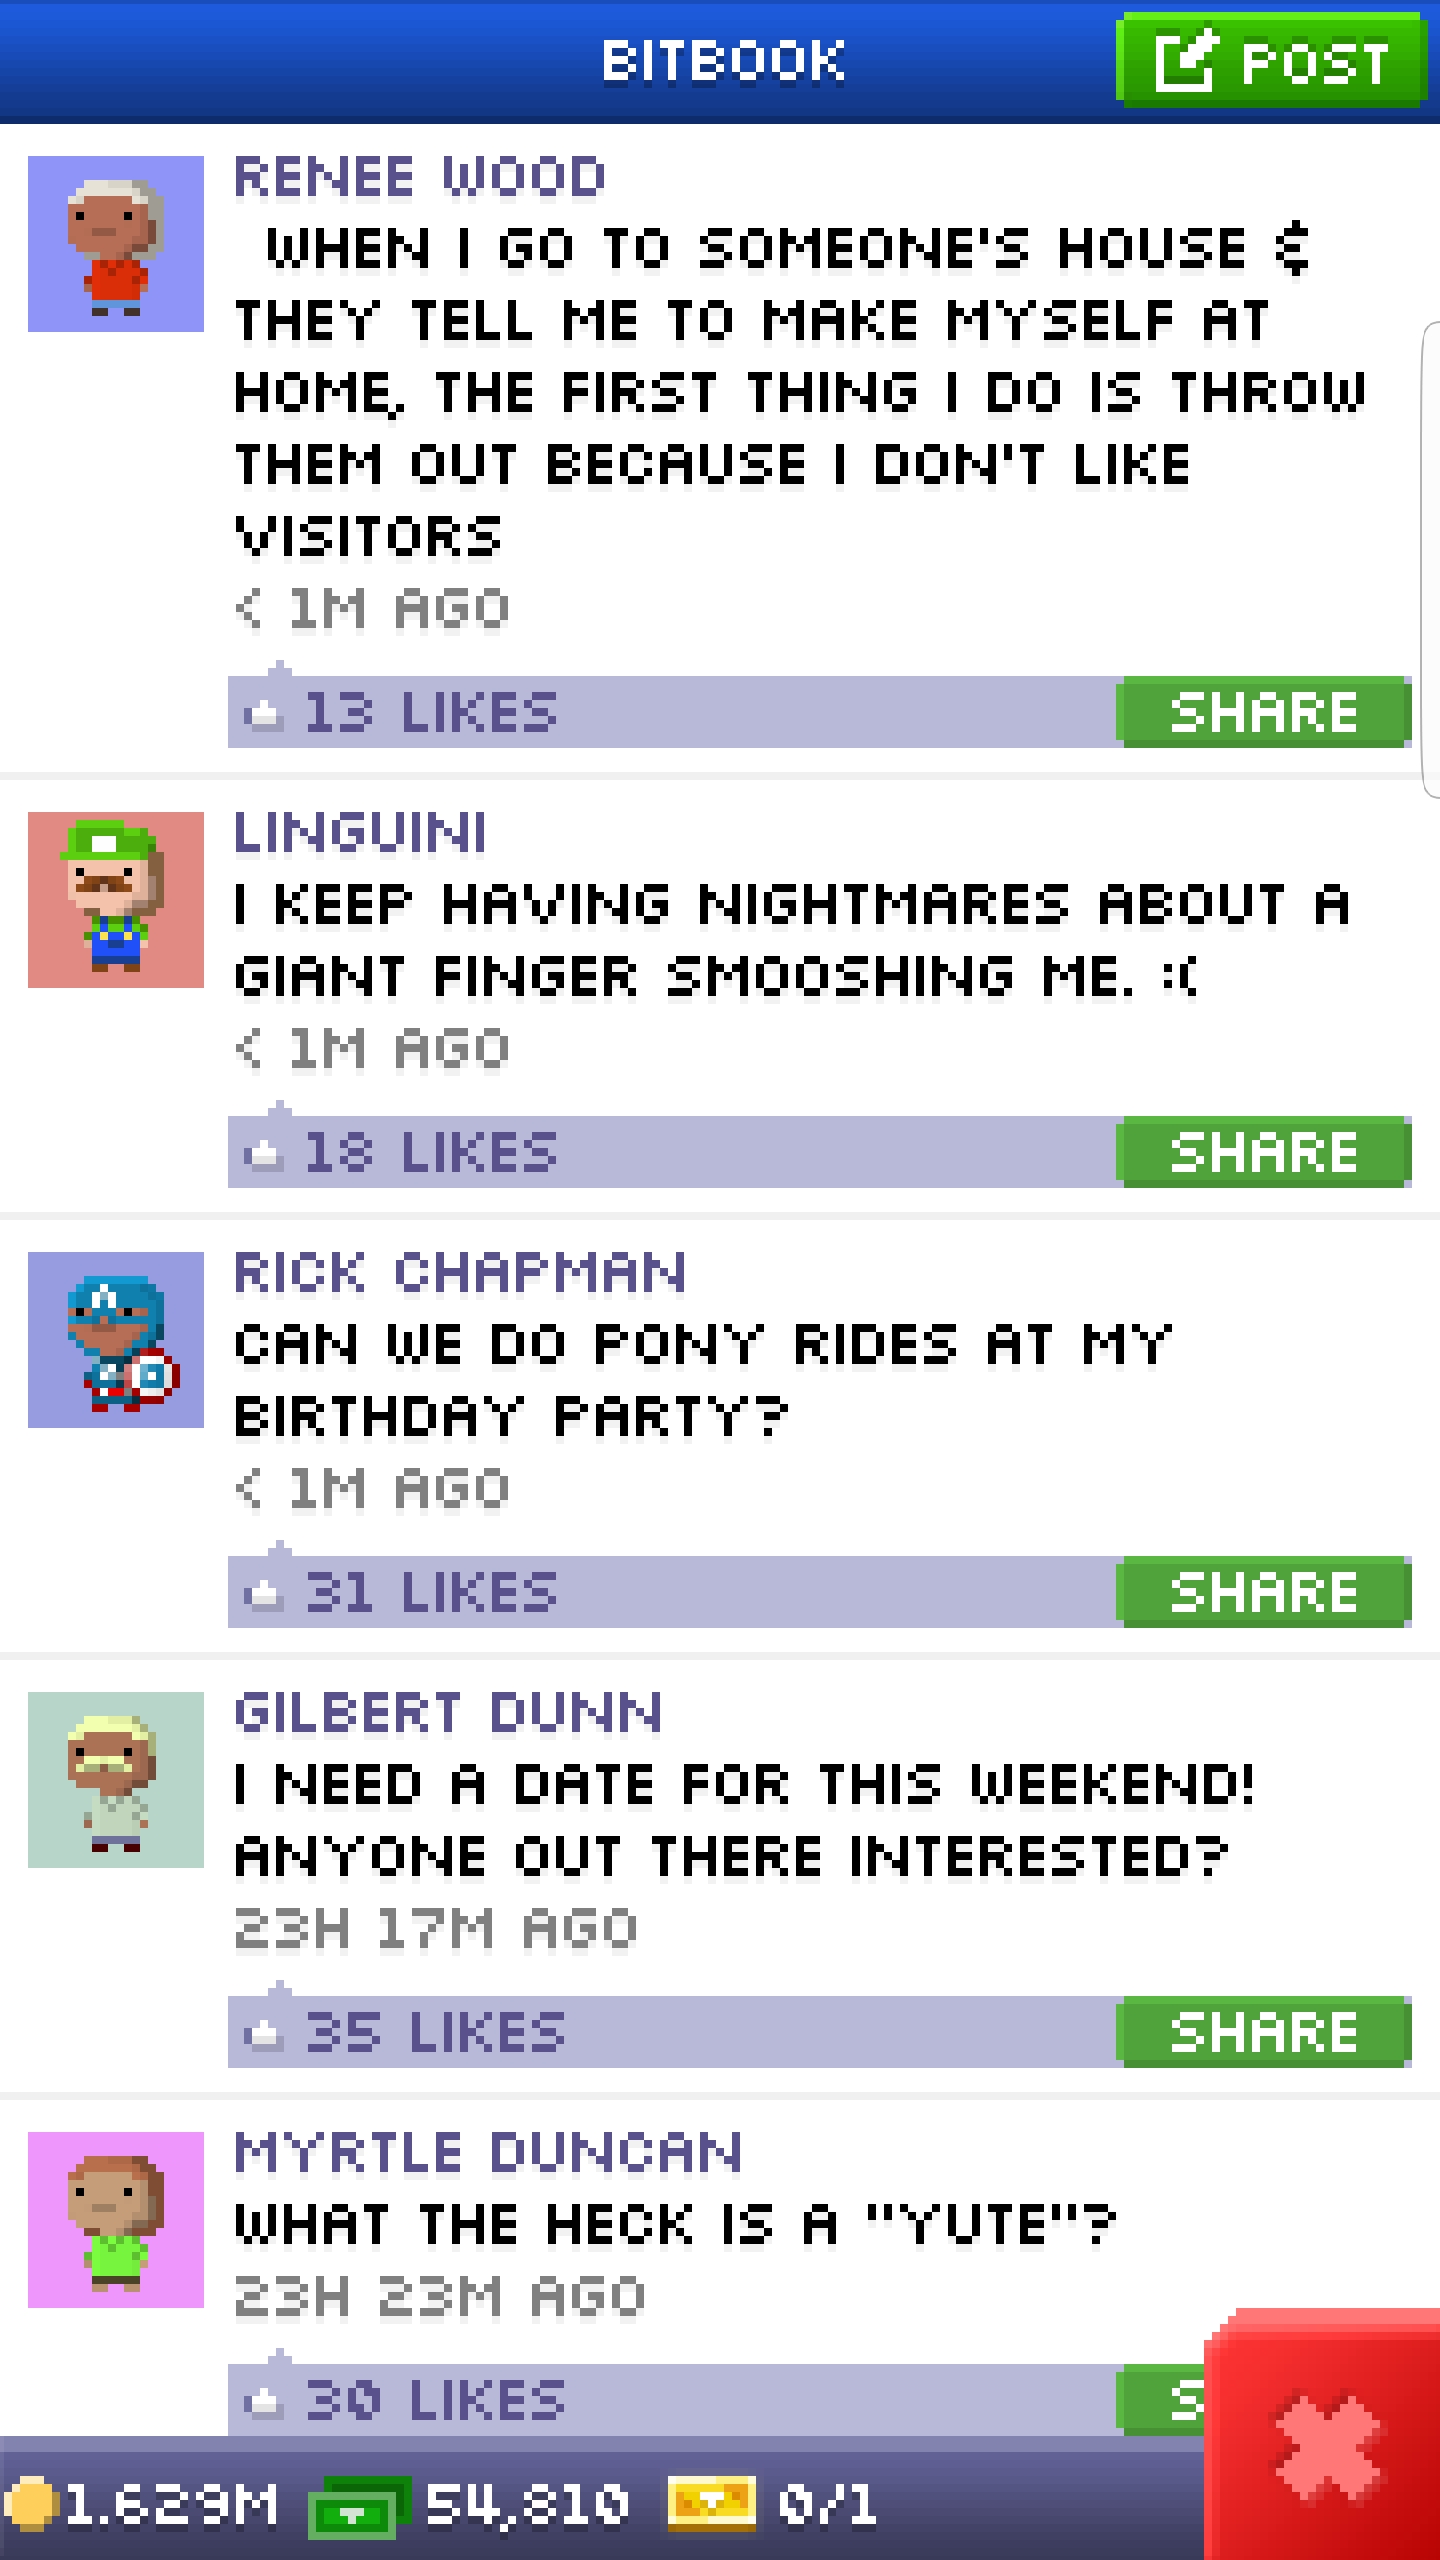 BITBOOK
POST
RENEE WOOD
WHEN I GO TO SOMEONE'S HOUSE &
THEY TELL ME TO MAKE MYSELF AT
HOME, THE FIRST THING I DO IS THROW
THEM OUT BECAUSE I DON'T LIKE
VISITORS
< 1M AGO
13 LIKES
SHARE
LINGUINI
I KEEP HAVING NIGHTMARES ABOUT A
GIANT FINGER SMOOSHING ME. :(
< 1M AGO
18 LIKES
SHARE
RICK CHAPMAN
CAN WE DO PONY RIDES AT MY
BIRTHDAY PARTY?
< 1M AGO
31 LIKES
SHARE
GILBERT DUNN
I NEED A DATE FOR THIS WEEKEND!
ANYONE OUT THERE INTERESTED?
23H 17M AGO
35 LIKES
SHARE
MYRTLE DUNCAN
WHAT THE HECK IS A "YUTE"?
23H 23M AGO
30 LIKES
S
1.629M
54,810
0/1